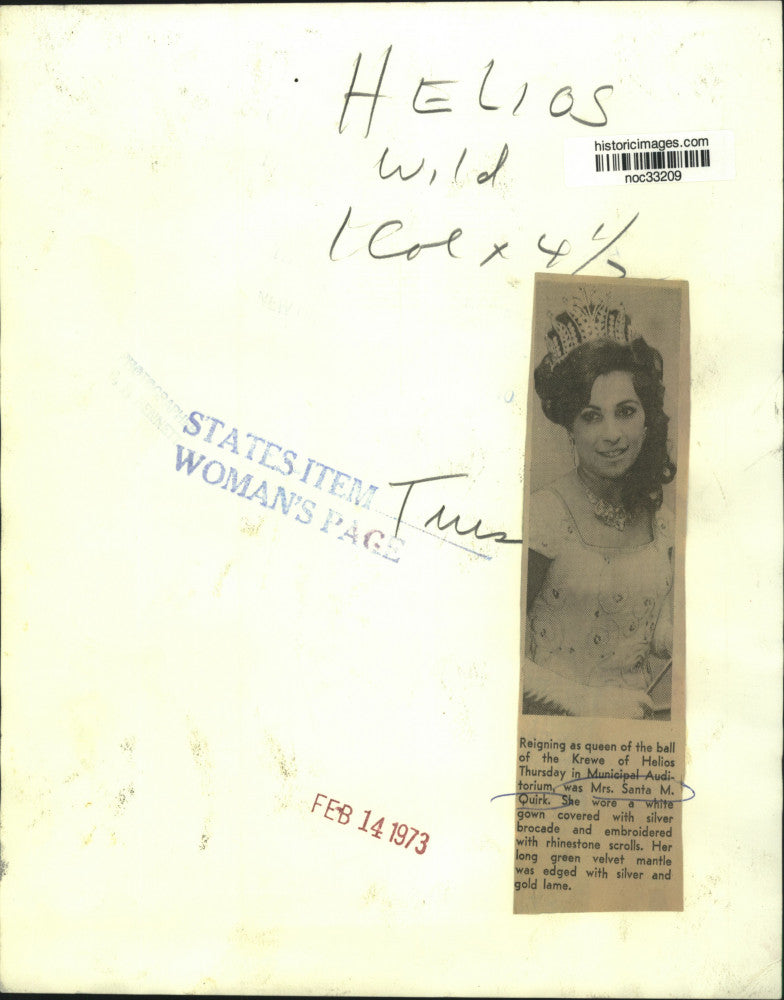 HELIOS
historicimages.com
noc33209
Wild
1 Col x 4 1/2
STATES-ITEM
WOMAN'S PAGE
Thurs
Reigning as queen of the ball
of the Krewe of Helios
Thursday in Municipal Audi-
torium, was Mrs. Santa M.
Quirk. She wore a white
gown covered with silver
brocade and embroidered
with rhinestone scrolls. Her
long green velvet mantle
was edged with silver and
gold lame.
FEB 14 1973